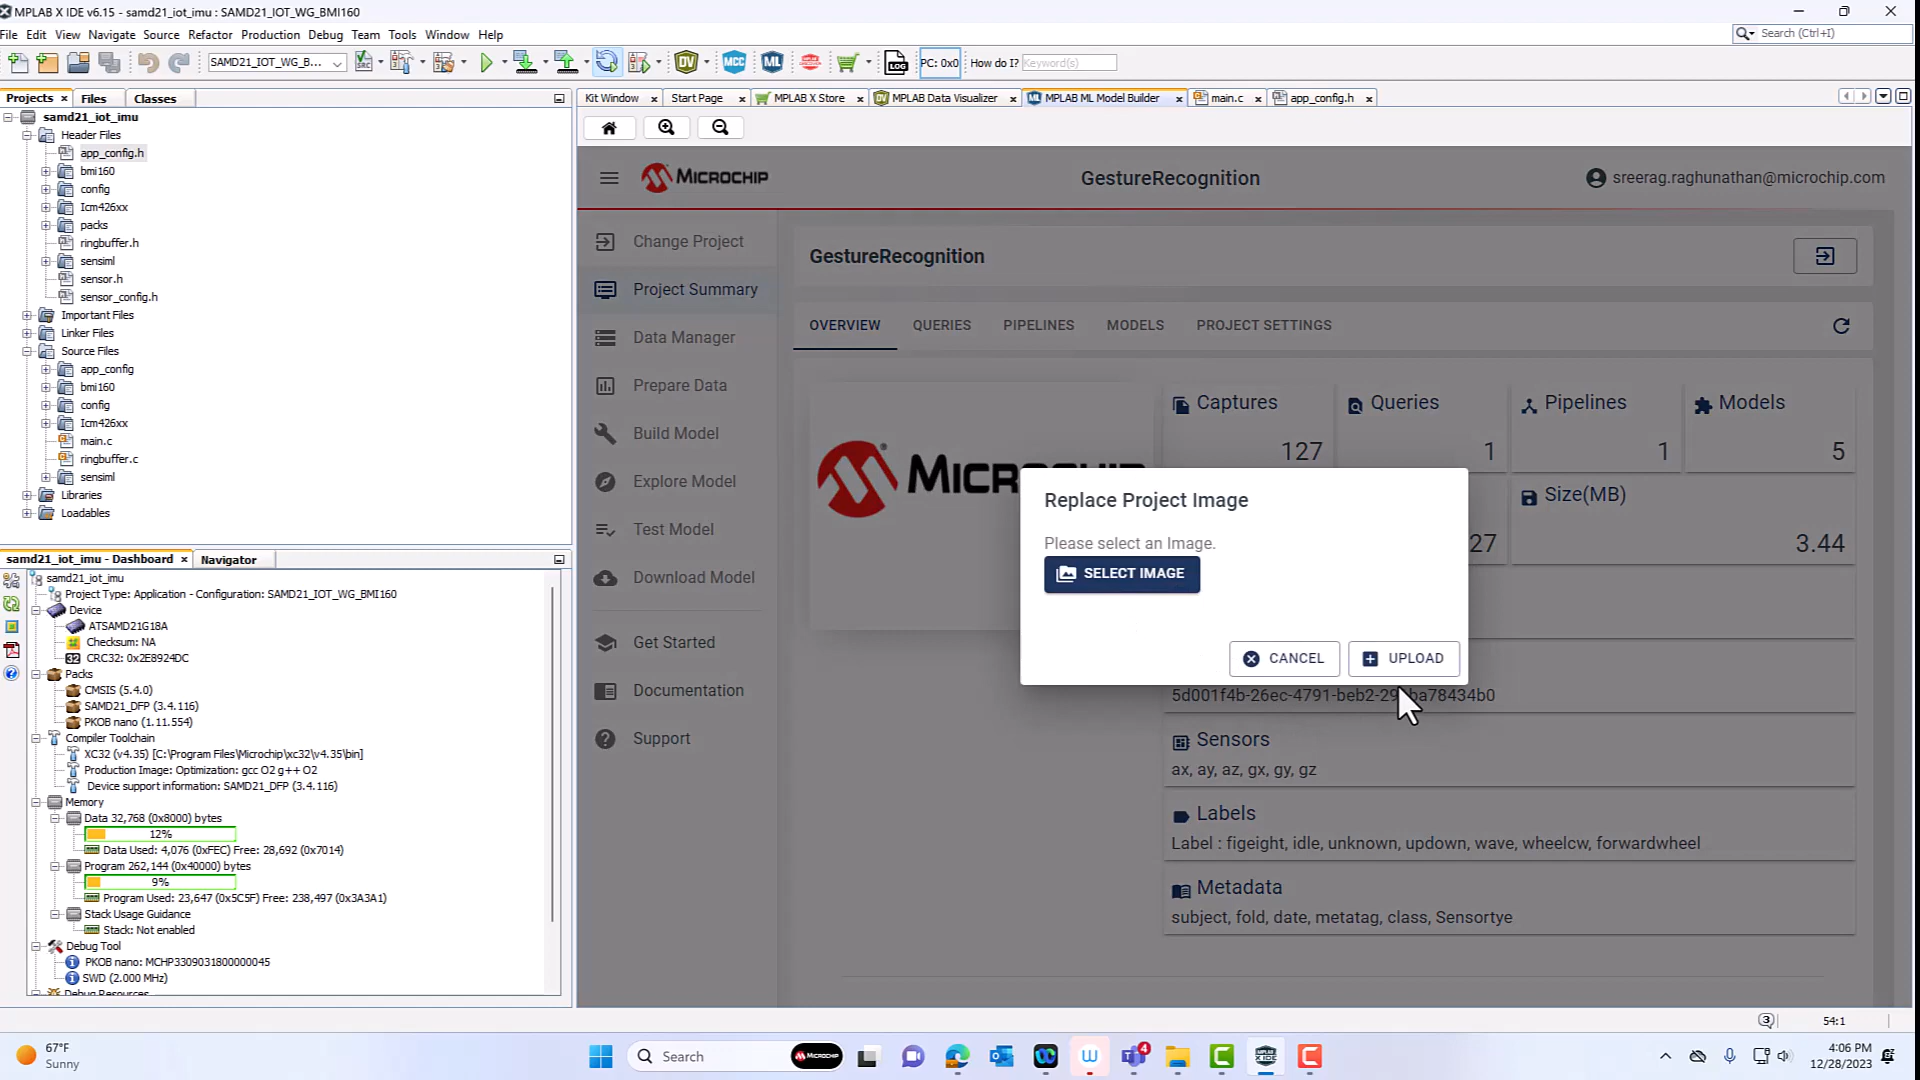 MPLAB X IDE v6.15 - samd21_iot_imu : SAMD21_IOT_WG_BMI160
File Edit View Navigate Source Refactor Production Debug Team Tools Window Help
Search (Ctrl+I)
SAMD21_IOT_WG_B...
DV
MCC
ML
LOG
PC: 0x0
How do I?
Keyword(s)
Projects
Files
Classes
Kit Window
Start Page
MPLAB X Store
MPLAB Data Visualizer
MPLAB ML Model Builder
main.c
app_config.h
samd21_iot_imu
Header Files
app_config.h
bmi160
config
Icm426xx
packs
ringbuffer.h
sensiml
sensor.h
sensor_config.h
Important Files
Linker Files
Source Files
app_config
bmi160
config
Icm426xx
main.c
ringbuffer.c
sensiml
Libraries
Loadables
samd21_iot_imu - Dashboard
Navigator
samd21_iot_imu
Project Type: Application - Configuration: SAMD21_IOT_WG_BMI160
Device
ATSAMD21G18A
Checksum: NA
CRC32: 0x2E8924DC
Packs
CMSIS (5.4.0)
SAMD21_DFP (3.4.116)
PKOB nano (1.11.554)
Compiler Toolchain
XC32 (v4.35) [C:\Program Files\Microchip\xc32\v4.35\bin]
Production Image: Optimization: gcc O2 g++ O2
Device support information: SAMD21_DFP (3.4.116)
Memory
Data 32,768 (0x8000) bytes
12%
Data Used: 4,076 (0xFEC) Free: 28,692 (0x7014)
Program 262,144 (0x40000) bytes
9%
Program Used: 23,647 (0x5C5F) Free: 238,497 (0x3A3A1)
Stack Usage Guidance
Stack: Not enabled
Debug Tool
PKOB nano: MCHP3309031800000045
SWD (2.000 MHz)
Debug Resources
MICROCHIP
GestureRecognition
sreerag.raghunathan@microchip.com
Change Project
Project Summary
Data Manager
Prepare Data
Build Model
Explore Model
Test Model
Download Model
Get Started
Documentation
Support
GestureRecognition
OVERVIEW
QUERIES
PIPELINES
MODELS
PROJECT SETTINGS
MICROCHIP
Captures
127
Queries
1
Pipelines
1
Models
5
27
Size(MB)
3.44
Replace Project Image
Please select an Image.
SELECT IMAGE
CANCEL
UPLOAD
Sensors
ax, ay, az, gx, gy, gz
Labels
Label : figeight, idle, unknown, updown, wave, wheelcw, forwardwheel
Metadata
subject, fold, date, metatag, class, Sensortye
3
54:1
67°F
Sunny
Search
MICROCHIP
4
4:06 PM
12/28/2023